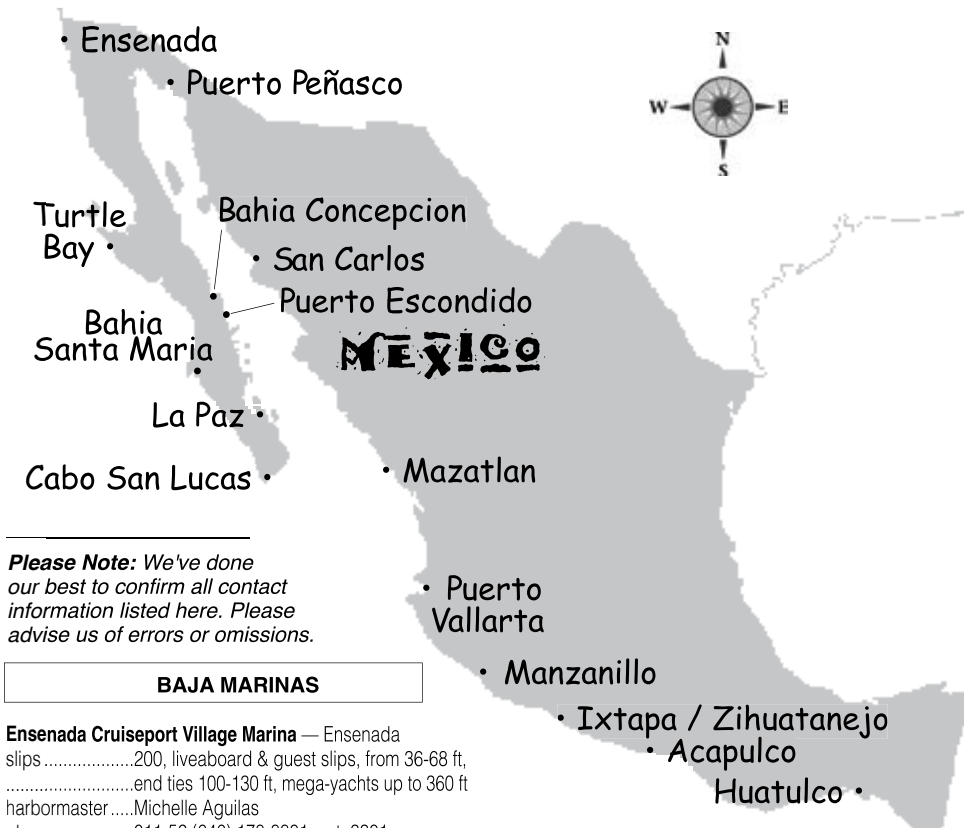 N
W E
S
Ensenada
Puerto Peñasco
Bahia Concepcion
Turtle
Bay
San Carlos
Puerto Escondido
Bahia
Santa Maria
MEXICO
La Paz
Cabo San Lucas
Mazatlan
Puerto
Vallarta
Manzanillo
Ixtapa / Zihuatanejo
Acapulco
Huatulco
Please Note: We've done
our best to confirm all contact
information listed here. Please
advise us of errors or omissions.
BAJA MARINAS
Ensenada Cruiseport Village Marina — Ensenada
slips ...................200, liveaboard & guest slips, from 36-68 ft,
...........................end ties 100-130 ft, mega-yachts up to 360 ft
harbormaster .....Michelle Aguilas